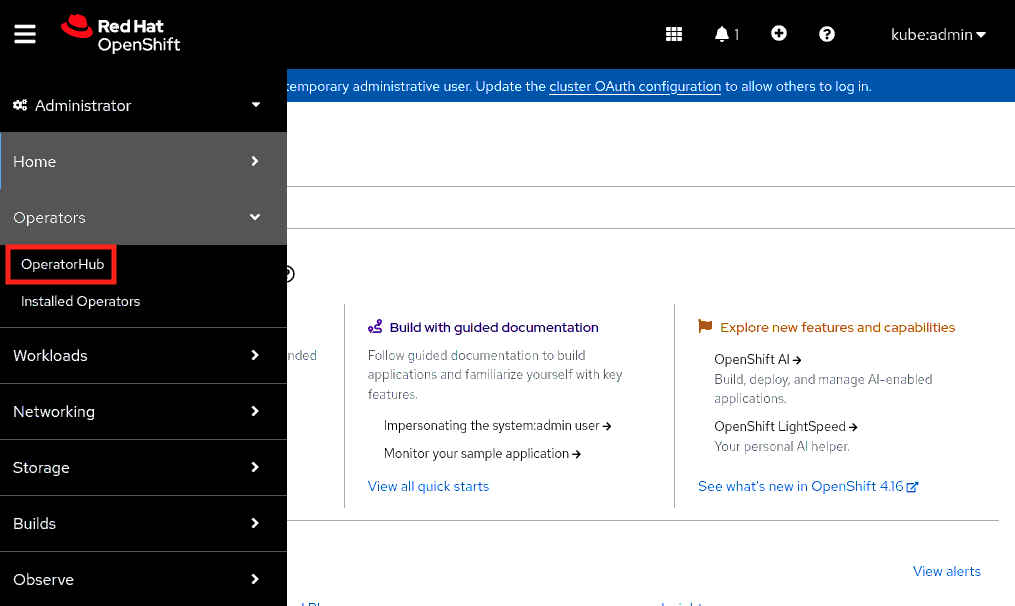 Red Hat
OpenShift
1
kube:admin
Administrator
temporary administrative user. Update the cluster OAuth configuration to allow others to log in.
Home
Operators
OperatorHub
Installed Operators
Workloads
Networking
Storage
Builds
Observe
Build with guided documentation
Follow guided documentation to build
applications and familiarize yourself with key
features.
Impersonating the system:admin user
Monitor your sample application
View all quick starts
Explore new features and capabilities
OpenShift AI
Build, deploy, and manage AI-enabled
applications.
OpenShift LightSpeed
Your personal AI helper.
See what's new in OpenShift 4.16
View alerts